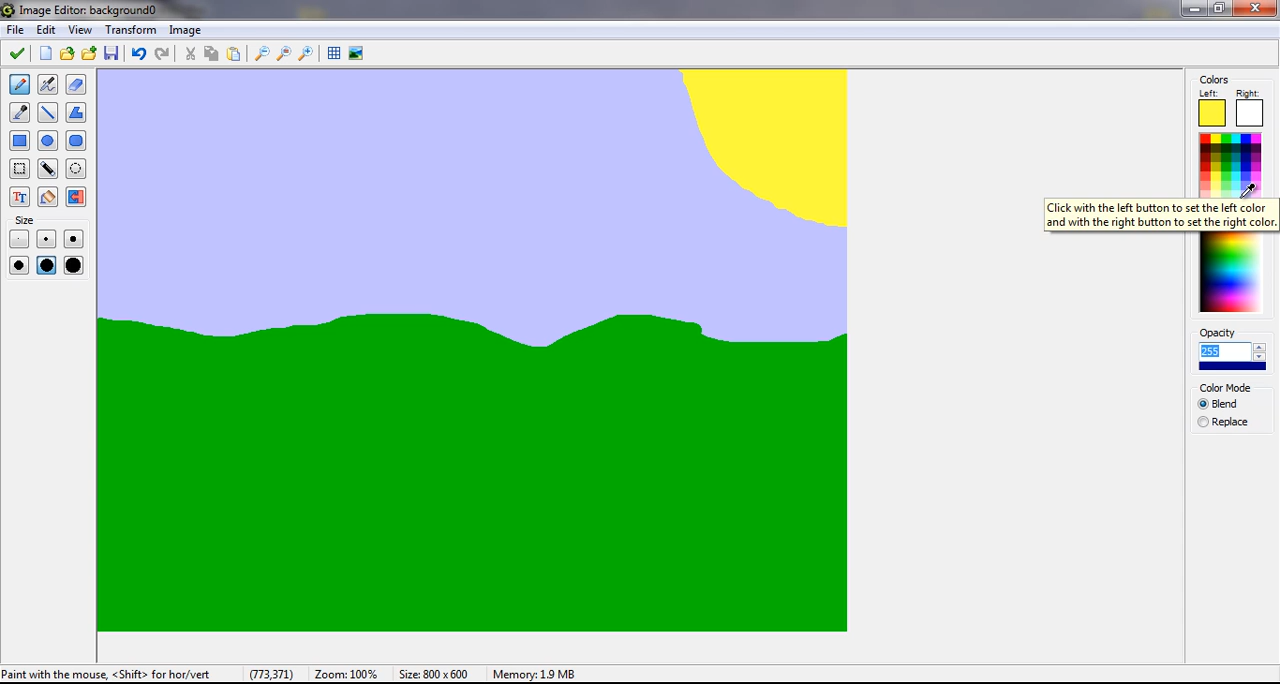 Image Editor: background0
File Edit View Transform Image
Colors
Left: Right:
Click with the left button to set the left color
and with the right button to set the right color.
TT
Size
Opacity
255
Color Mode
Blend
Replace
Paint with the mouse, <Shift> for hor/vert (773,371) Zoom: 100% Size: 800 x 600 Memory: 1.9 MB